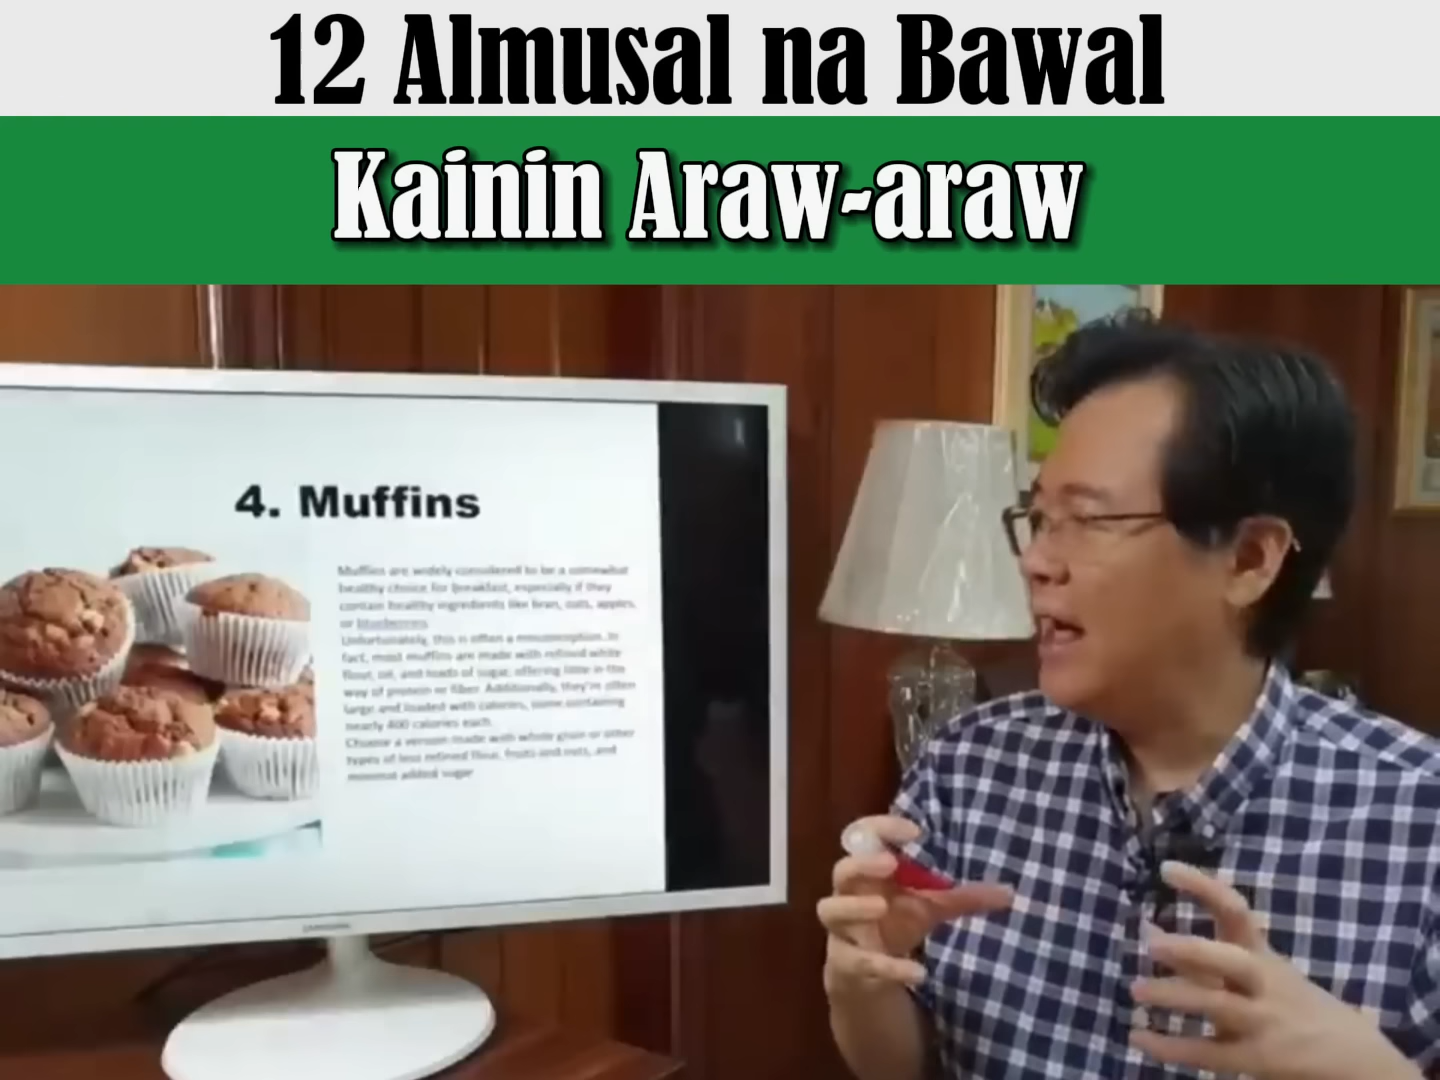 12 Almusal na Bawal
Kainin Araw-araw
4. Muffins
Muffins are widely considered to be a somewhat
healthy choice for breakfast, especially if they
contain healthy ingredients like bran, oats, apples,
or blueberries.
Unfortunately, this is often a misconception. In
fact, most muffins are made with refined white
flour, oil, and loads of sugar, offering little in the
way of protein or fiber. Additionally, they're often
large and loaded with calories, some containing
nearly 400 calories each.
Choose a version made with whole grain or other
types of less refined flour, fruits and nuts, and
minimal added sugar